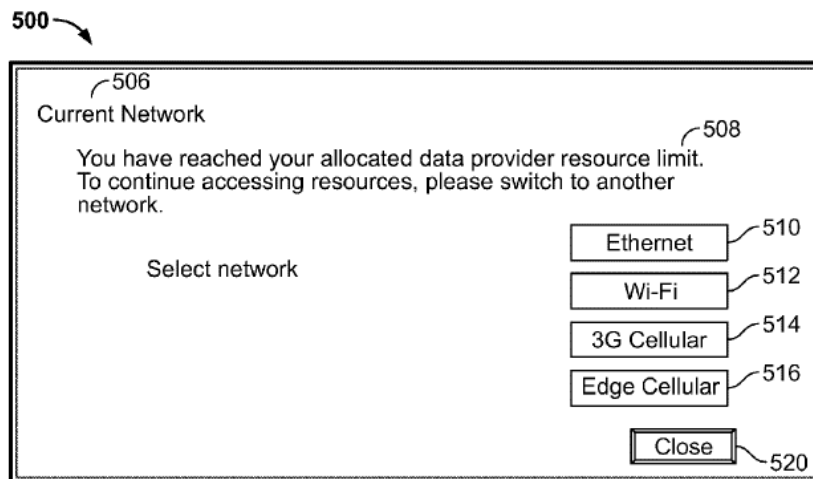 500
506
Current Network
508
You have reached your allocated data provider resource limit.
To continue accessing resources, please switch to another
network.
Select network
Ethernet 510
Wi-Fi 512
3G Cellular 514
Edge Cellular 516
Close 520